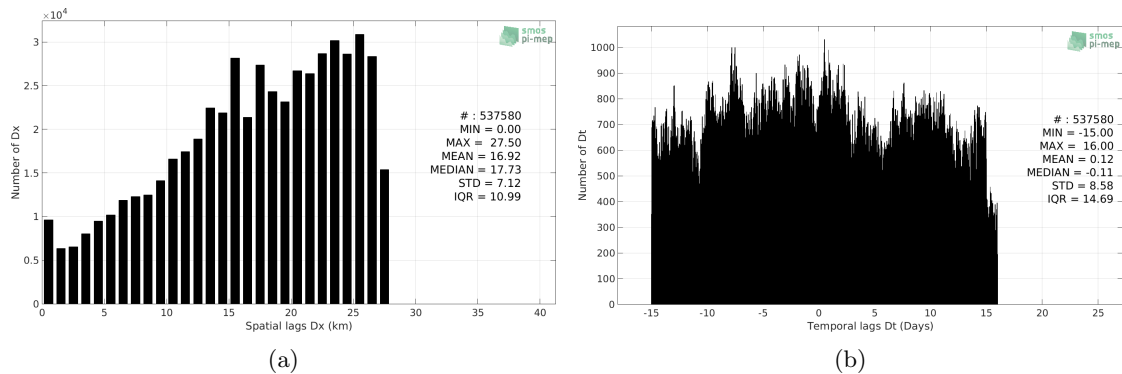 ×10⁴
3
2.5
2
1.5
1
0.5
0
Number of Dx
0 5 10 15 20 25 30 35 40
Spatial lags Dx (km)
smos
pi-mep
# : 537580
MIN = 0.00
MAX = 27.50
MEAN = 16.92
MEDIAN = 17.73
STD = 7.12
IQR = 10.99
(a)
1000
900
800
700
600
500
400
300
200
100
0
Number of Dt
-15 -10 -5 0 5 10 15 20 25
Temporal lags Dt (Days)
smos
pi-mep
# : 537580
MIN = -15.00
MAX = 16.00
MEAN = 0.12
MEDIAN = -0.11
STD = 8.58
IQR = 14.69
(b)